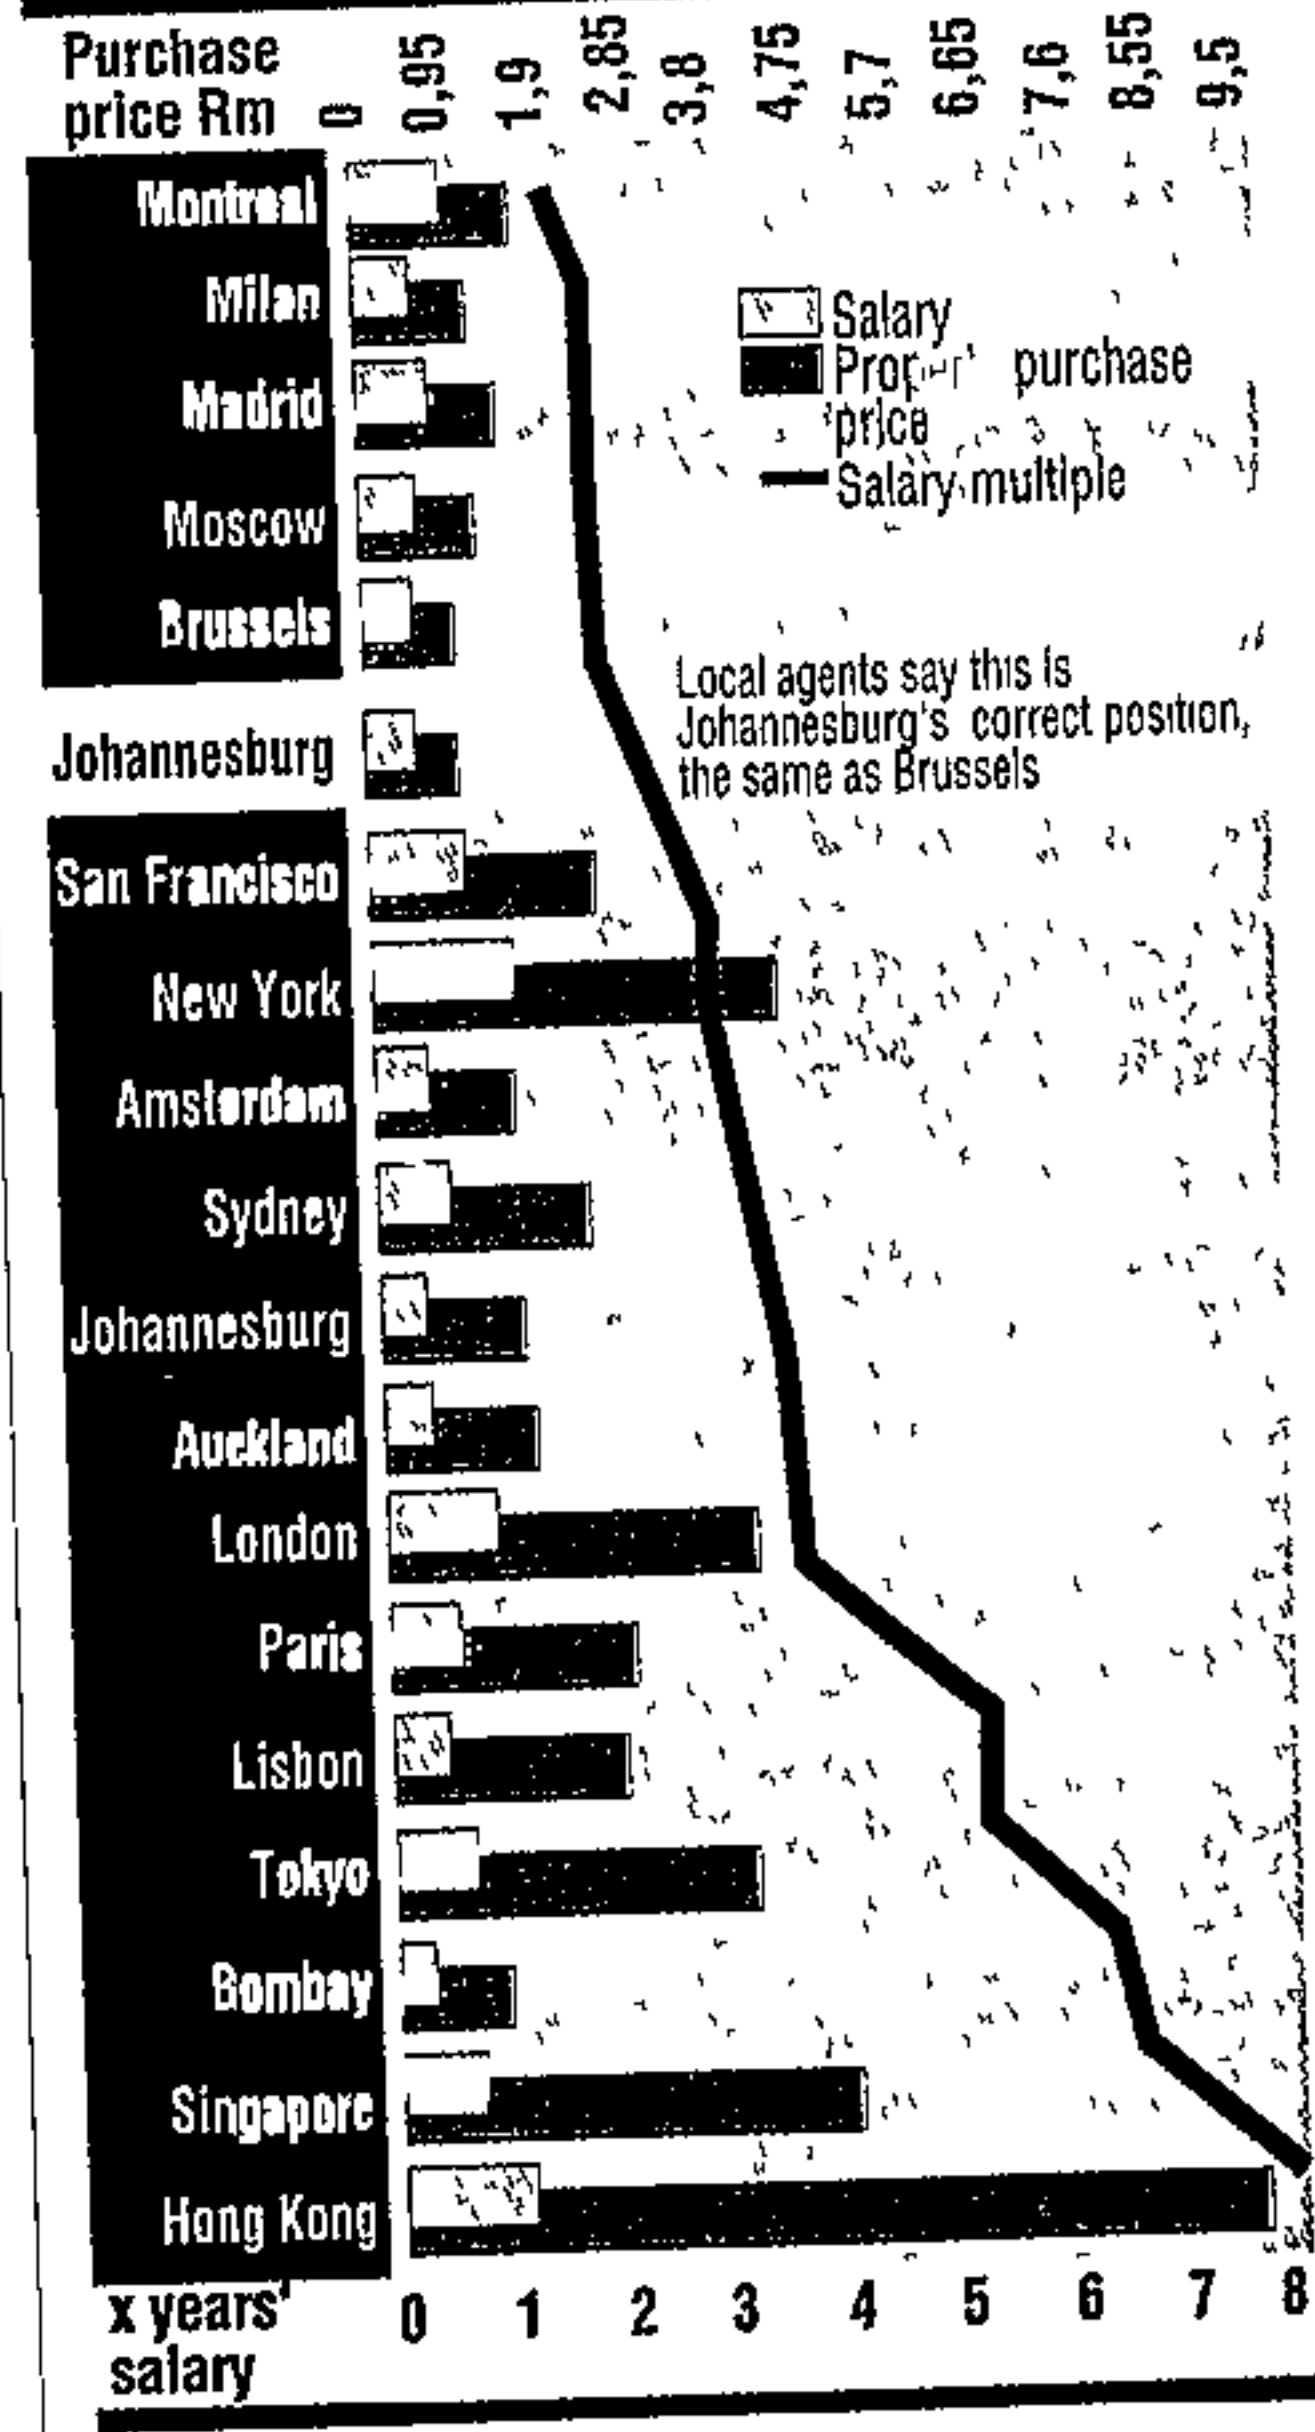 Purchase
price Rm 0 0,95 1,9 2,85 3,8 4,75 5,7 6,65 7,6 8,55 9,5
Montreal
Milan
Salary
purchase
Madrid
price
Salary multiple
Moscow
Brussels
Local agents say this is
Johannesburg's correct position,
the same as Brussels
Johannesburg
San Francisco
New York
Amsterdam
Sydney
Johannesburg
Auckland
London
Paris
Lisbon
Tokyo
Bombay
Singapore
Hong Kong
x years' 0 1 2 3 4 5 6 7 8
salary